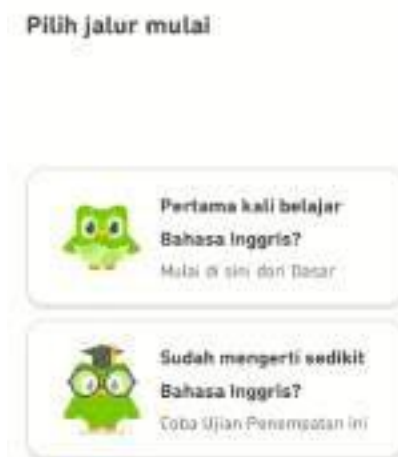 Pilih jalur mulai
Pertama kali belajar
Bahasa Inggris?
Mulai di sini dari Dasar
Sudah mengerti sedikit
Bahasa Inggris?
Coba Ujian Penempatan ini